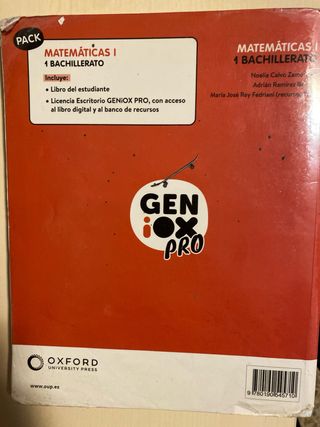 PACK
MATEMÁTICAS I
1 BACHILLERATO
Incluye:
• Libro del estudiante
• Licencia Escritorio GENiOX PRO, con acceso
al libro digital y al banco de recursos
MATEMÁTICAS I
1 BACHILLERATO
Noelia Calvo
Adrián Ramírez
María José Rey Fedriani
GEN
iOX
PRO
OXFORD
UNIVERSITY PRESS
www.oup.es
9780190545710